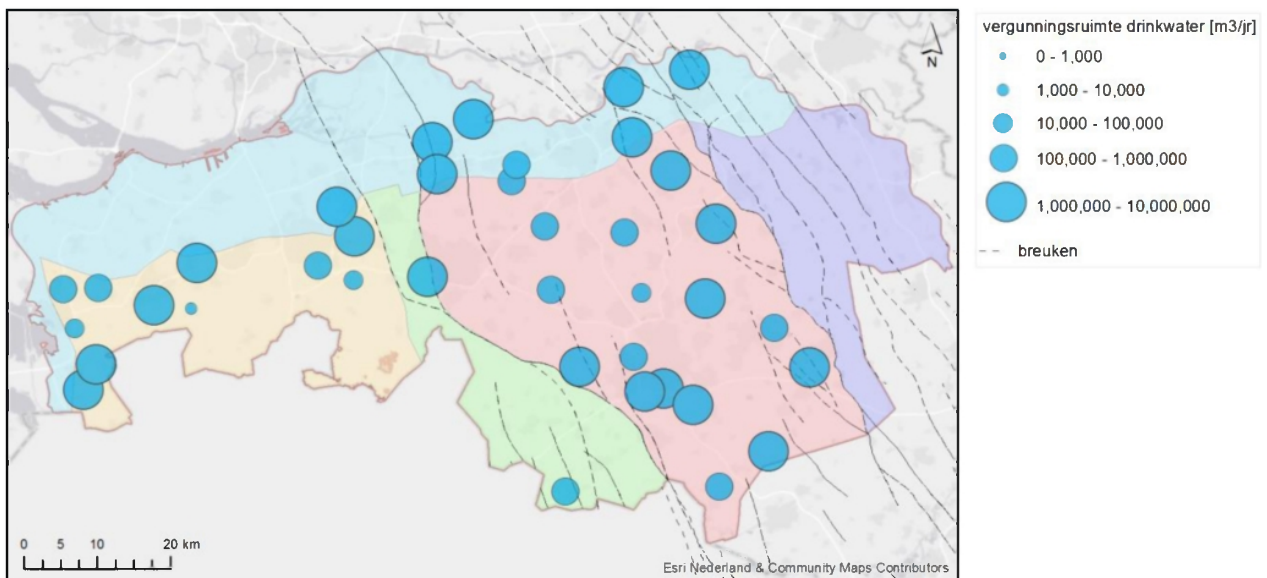 vergunningsruimte drinkwater [m3/jr]
0 - 1,000
1,000 - 10,000
10,000 - 100,000
100,000 - 1,000,000
1,000,000 - 10,000,000
breuken
N
0 5 10 20 km
Esri Nederland & Community Maps Contributors